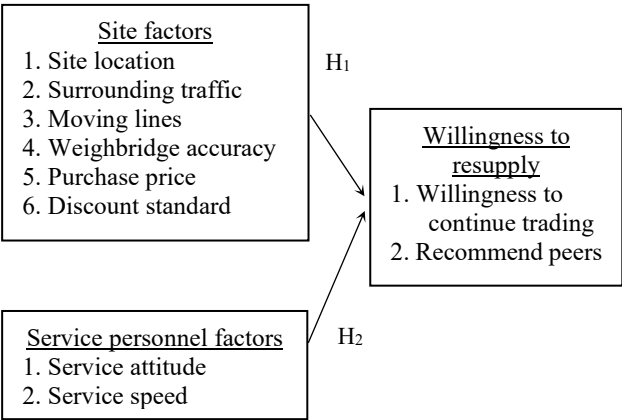 Site factors
1. Site location
2. Surrounding traffic
3. Moving lines
4. Weighbridge accuracy
5. Purchase price
6. Discount standard
H1
Willingness to
resupply
1. Willingness to
continue trading
2. Recommend peers
Service personnel factors
1. Service attitude
2. Service speed
H2